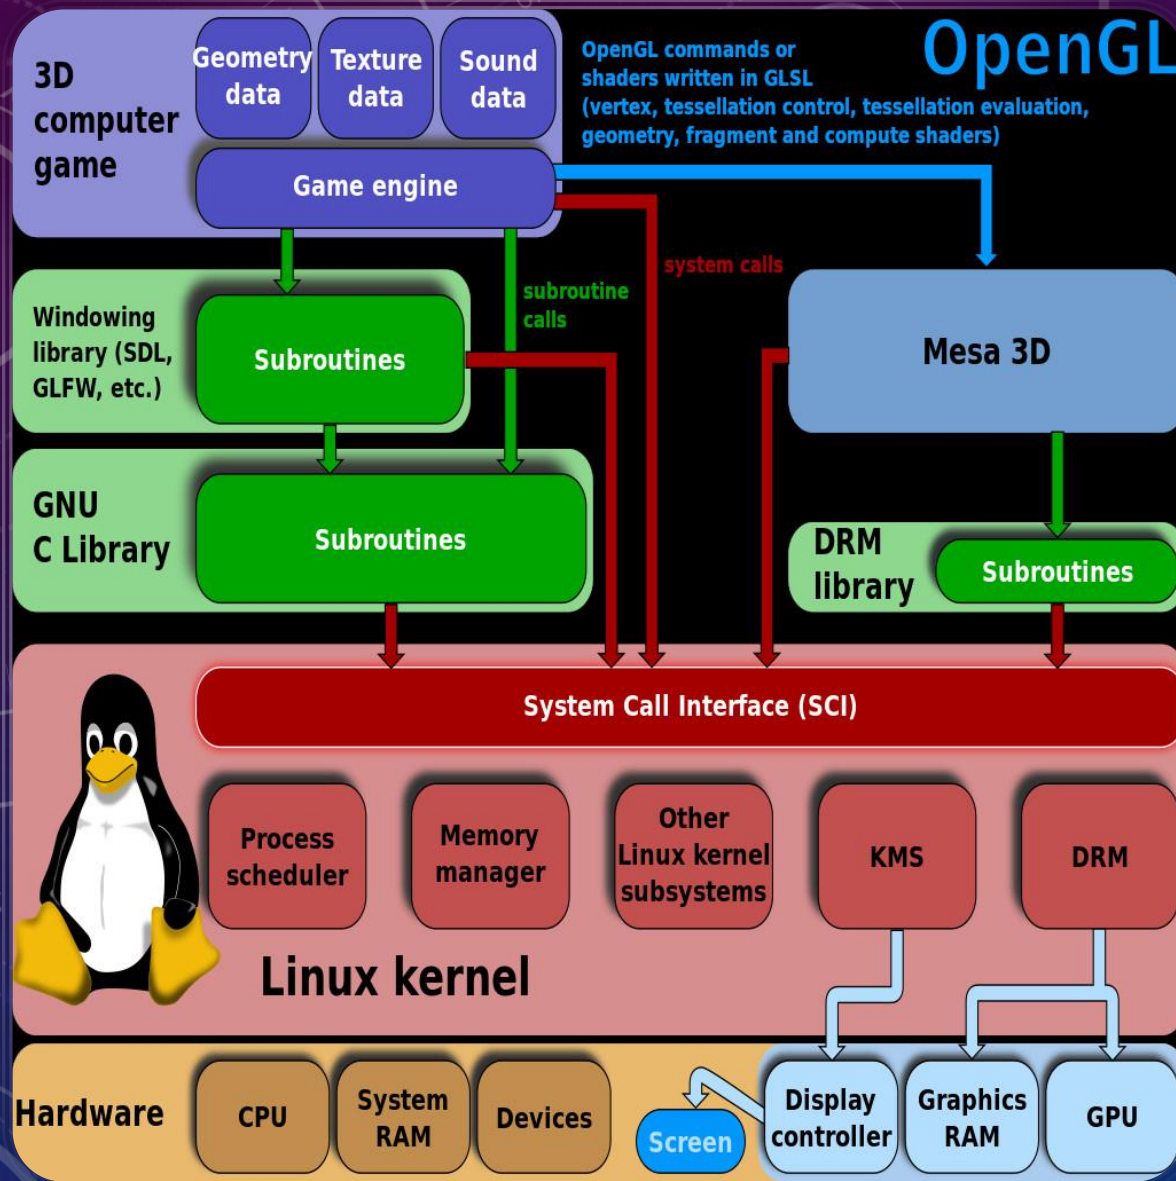 OpenGL
3D
computer
game
Geometry
data
Texture
data
Sound
data
Game engine
OpenGL commands or
shaders written in GLSL
(vertex, tessellation control, tessellation evaluation,
geometry, fragment and compute shaders)
system calls
subroutine
calls
Windowing
library (SDL,
GLFW, etc.)
Subroutines
Mesa 3D
GNU
C Library
Subroutines
DRM
library
Subroutines
System Call Interface (SCI)
Process
scheduler
Memory
manager
Other
Linux kernel
subsystems
KMS
DRM
Linux kernel
Hardware
CPU
System
RAM
Devices
Screen
Display
controller
Graphics
RAM
GPU